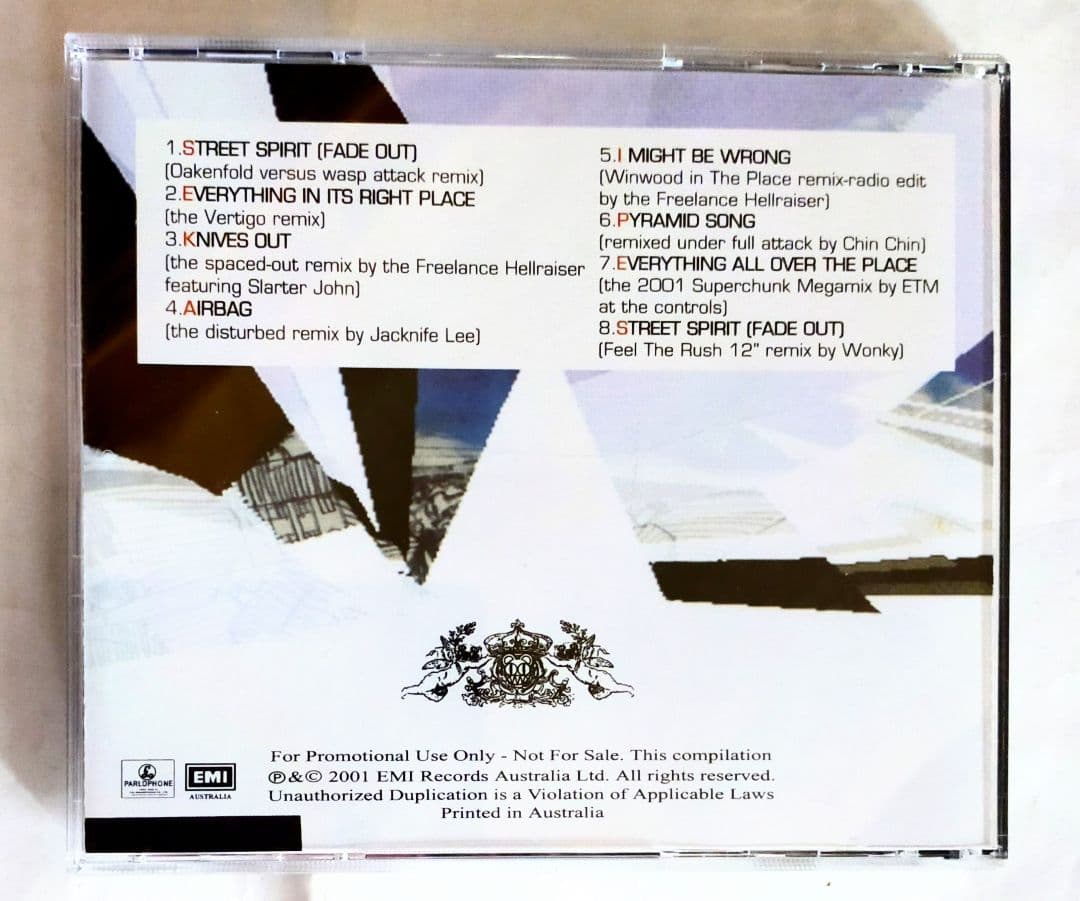 1.STREET SPIRIT (FADE OUT)
(Oakenfold versus wasp attack remix)
2.EVERYTHING IN ITS RIGHT PLACE
(the Vertigo remix)
3.KNIVES OUT
(the spaced-out remix by the Freelance Hellraiser
featuring Slarter John)
4.AIRBAG
(the disturbed remix by Jacknife Lee)
5.I MIGHT BE WRONG
(Winwood in The Place remix-radio edit
by the Freelance Hellraiser)
6.PYRAMID SONG
(remixed under full attack by Chin Chin)
7.EVERYTHING ALL OVER THE PLACE
(the 2001 Superchunk Megamix by ETM
at the controls)
8.STREET SPIRIT (FADE OUT)
(Feel The Rush 12" remix by Wonky)
PARLOPHONE
EMI
AUSTRALIA
For Promotional Use Only - Not For Sale. This compilation
℗&© 2001 EMI Records Australia Ltd. All rights reserved.
Unauthorized Duplication is a Violation of Applicable Laws
Printed in Australia